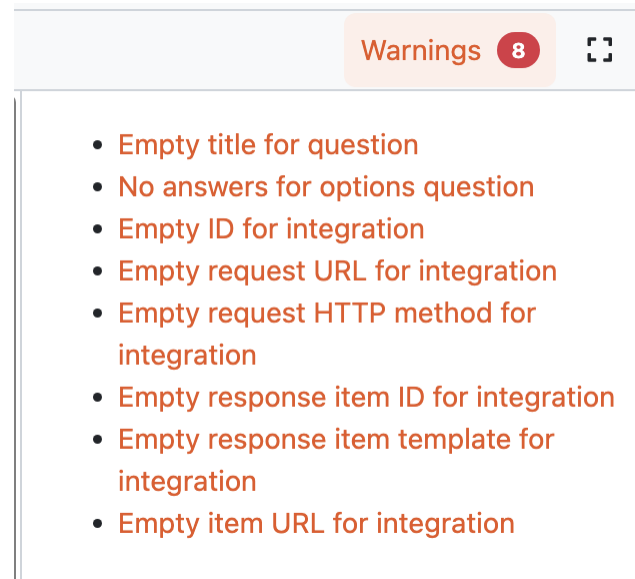 Warnings 8
Empty title for question
No answers for options question
Empty ID for integration
Empty request URL for integration
Empty request HTTP method for
integration
Empty response item ID for integration
Empty response item template for
integration
Empty item URL for integration